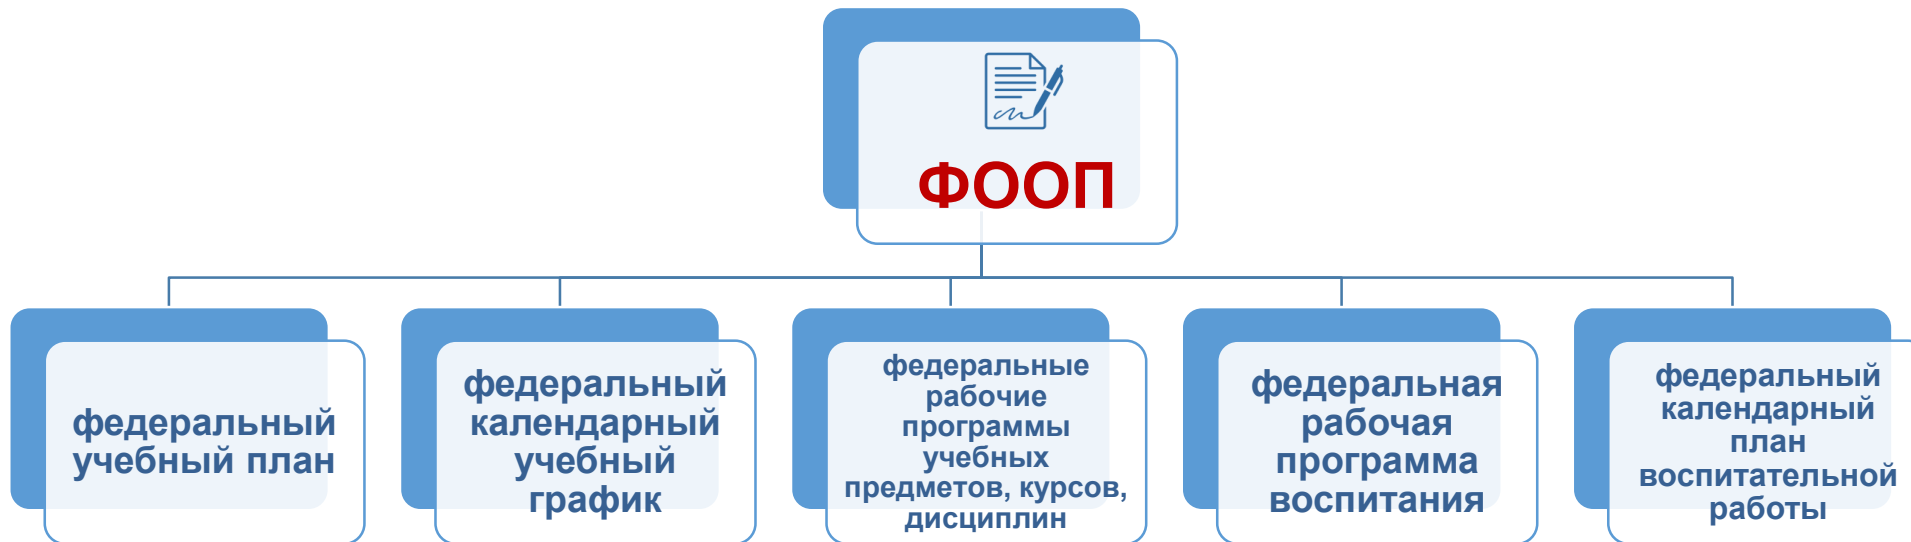 ФООП
федеральный
учебный план
федеральный
календарный
учебный
график
федеральные
рабочие
программы
учебных
предметов, курсов,
дисциплин
федеральная
рабочая
программа
воспитания
федеральный
календарный
план
воспитательной
работы